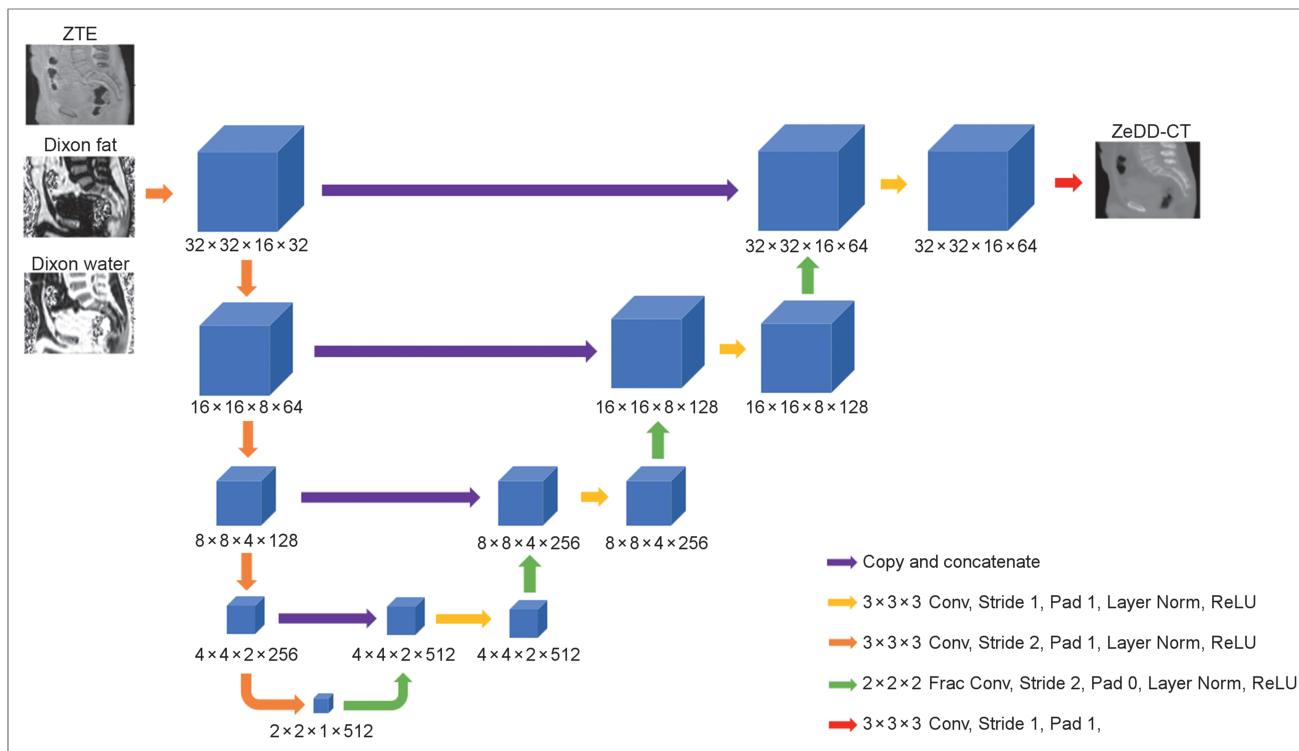 ZTE
Dixon fat
Dixon water
ZeDD-CT
32×32×16×32
32×32×16×64
32×32×16×64
16×16×8×64
16×16×8×128
16×16×8×128
8×8×4×128
8×8×4×256
8×8×4×256
4×4×2×256
4×4×2×512
4×4×2×512
2×2×1×512
Copy and concatenate
3×3×3 Conv, Stride 1, Pad 1, Layer Norm, ReLU
3×3×3 Conv, Stride 2, Pad 1, Layer Norm, ReLU
2×2×2 Frac Conv, Stride 2, Pad 0, Layer Norm, ReLU
3×3×3 Conv, Stride 1, Pad 1,